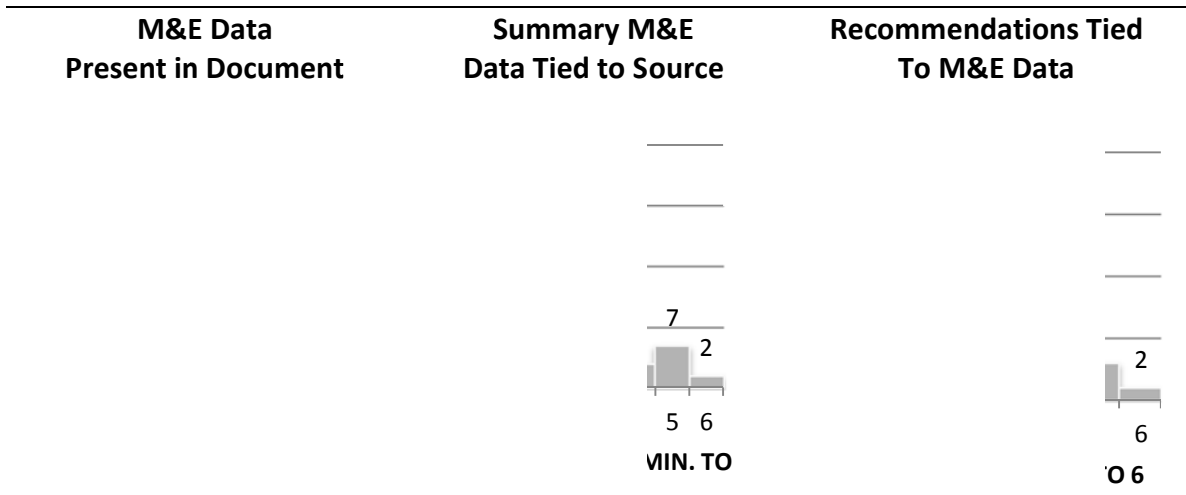 M&E Data
Present in Document
Summary M&E
Data Tied to Source
Recommendations Tied
To M&E Data
7
2
5 6
MIN. TO
2
6
TO 6